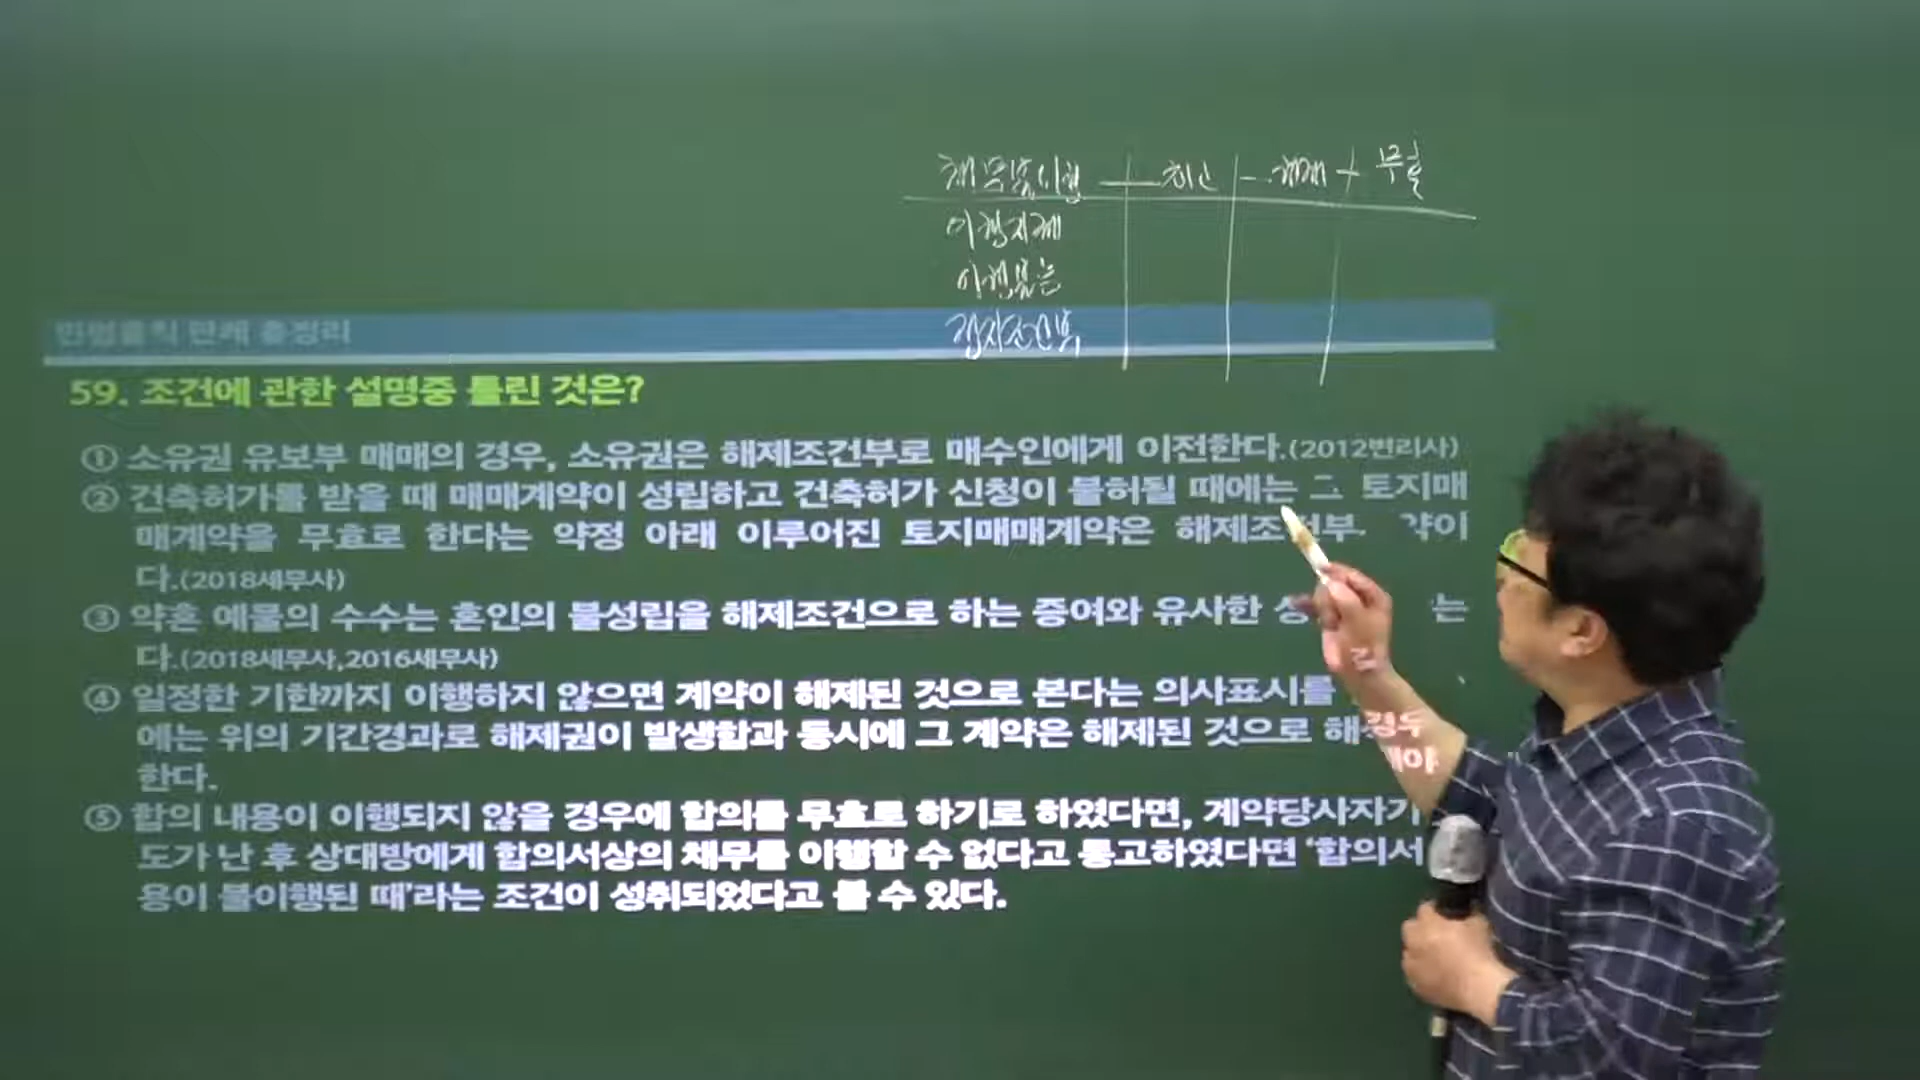 채무불이행 최고 해제 무효
이행지체
이행불능
정지조건부
민법총칙 판례 총정리
59. 조건에 관한 설명중 틀린 것은?
① 소유권 유보부 매매의 경우, 소유권은 해제조건부로 매수인에게 이전한다.(2012변리사)
② 건축허가를 받을 때 매매계약이 성립하고 건축허가 신청이 불허될 때에는 그 토지매
매계약을 무효로 한다는 약정 아래 이루어진 토지매매계약은 해제조건부 약이
다.(2018세무사)
③ 약혼 예물의 수수는 혼인의 불성립을 해제조건으로 하는 증여와 유사한 는
다.(2018세무사,2016세무사)
④ 일정한 기한까지 이행하지 않으면 계약이 해제된 것으로 본다는 의사표시를 경우
에는 위의 기간경과로 해제권이 발생함과 동시에 그 계약은 해제된 것으로 해 해야
한다.
⑤ 합의 내용이 이행되지 않을 경우에 합의를 무효로 하기로 하였다면, 계약당사자가
도가 난 후 상대방에게 합의서상의 채무를 이행할 수 없다고 통고하였다면 ‘합의서
용이 불이행된 때’라는 조건이 성취되었다고 볼 수 있다.